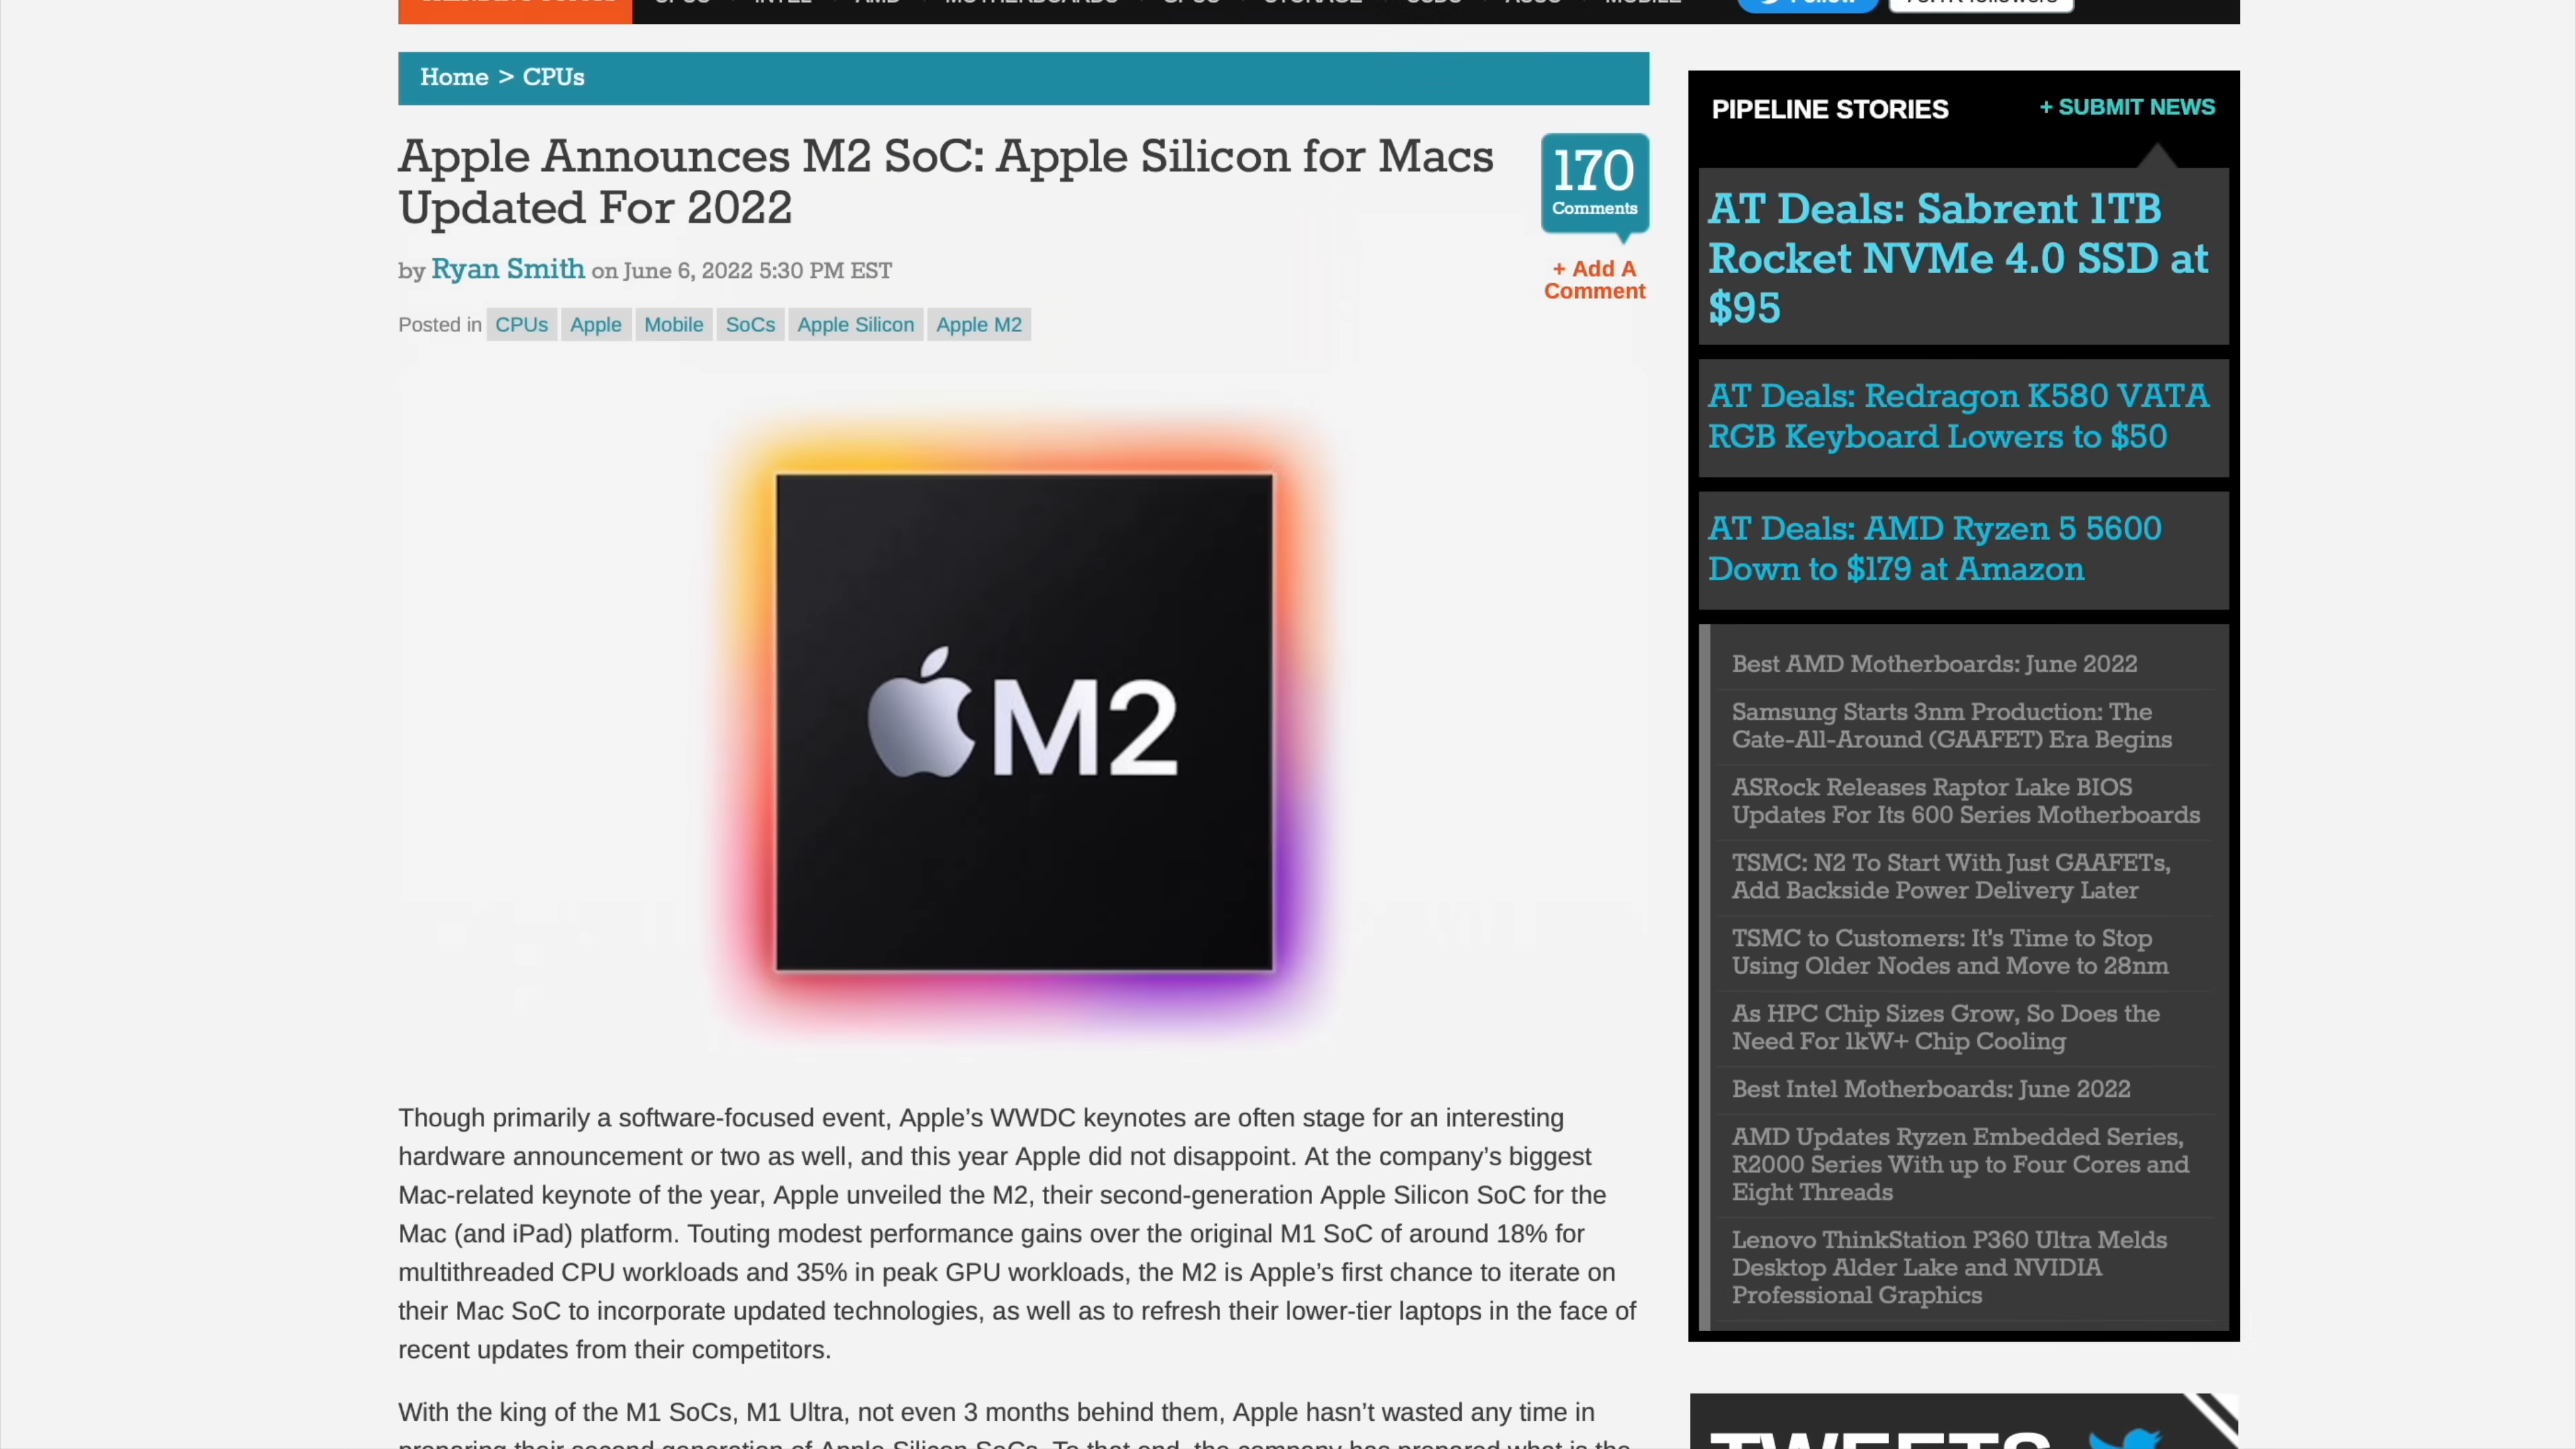 Home > CPUs
Apple Announces M2 SoC: Apple Silicon for Macs
Updated For 2022
170
Comments
+ Add A
Comment
by Ryan Smith on June 6, 2022 5:30 PM EST
Posted in CPUs Apple Mobile SoCs Apple Silicon Apple M2
M2
Though primarily a software-focused event, Apple’s WWDC keynotes are often stage for an interesting
hardware announcement or two as well, and this year Apple did not disappoint. At the company’s biggest
Mac-related keynote of the year, Apple unveiled the M2, their second-generation Apple Silicon SoC for the
Mac (and iPad) platform. Touting modest performance gains over the original M1 SoC of around 18% for
multithreaded CPU workloads and 35% in peak GPU workloads, the M2 is Apple’s first chance to iterate on
their Mac SoC to incorporate updated technologies, as well as to refresh their lower-tier laptops in the face of
recent updates from their competitors.
With the king of the M1 SoCs, M1 Ultra, not even 3 months behind them, Apple hasn’t wasted any time in
PIPELINE STORIES
+ SUBMIT NEWS
AT Deals: Sabrent 1TB
Rocket NVMe 4.0 SSD at
$95
AT Deals: Redragon K580 VATA
RGB Keyboard Lowers to $50
AT Deals: AMD Ryzen 5 5600
Down to $179 at Amazon
Best AMD Motherboards: June 2022
Samsung Starts 3nm Production: The
Gate-All-Around (GAAFET) Era Begins
ASRock Releases Raptor Lake BIOS
Updates For Its 600 Series Motherboards
TSMC: N2 To Start With Just GAAFETs,
Add Backside Power Delivery Later
TSMC to Customers: It's Time to Stop
Using Older Nodes and Move to 28nm
As HPC Chip Sizes Grow, So Does the
Need For 1kW+ Chip Cooling
Best Intel Motherboards: June 2022
AMD Updates Ryzen Embedded Series,
R2000 Series With up to Four Cores and
Eight Threads
Lenovo ThinkStation P360 Ultra Melds
Desktop Alder Lake and NVIDIA
Professional Graphics
TWEETS